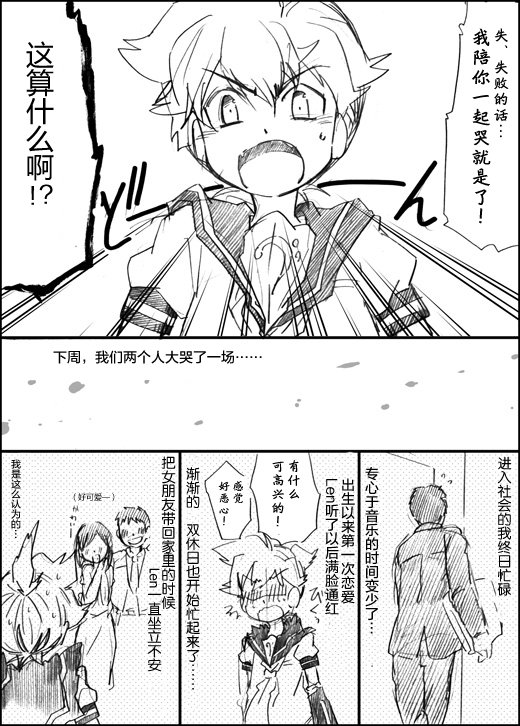 失、失败的话…
我陪你一起哭就
是了！
这算什么啊!?
ど
ん
下周，我们两个人大哭了一场……
进入社会的我终日忙碌
专心于音乐的时间变少了…
出生以来第一次恋爱
Len听了以后满脸通红
有什么
可高兴的！
感觉
好恶心！
渐渐的 双休日也开始忙起来了……
把女朋友带回家里的时候
Len一直坐立不安
（好可爱—）
我是这么认为的…